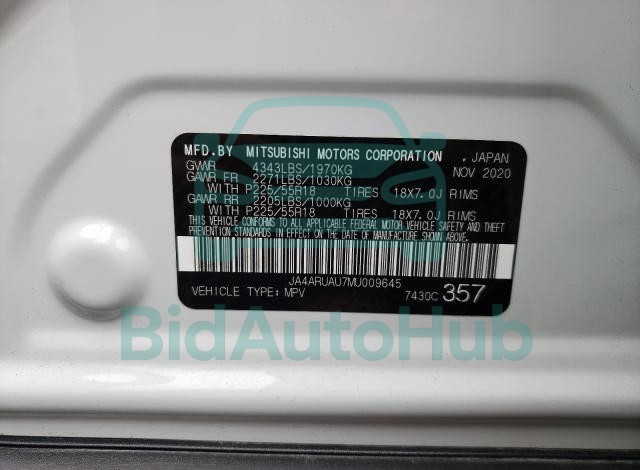 MFD.BY MITSUBISHI MOTORS CORPORATION , JAPAN
GVWR 4343LBS/1970KG NOV 2020
GAWR FR 2271LBS/1030KG
WITH P225/55R18 TIRES 18X7.0J RIMS
GAWR RR 2205LBS/1000KG
WITH P225/55R18 TIRES 18X7.0J RIMS
THIS VEHICLE CONFORMS TO ALL APPLICABLE FEDERAL MOTOR VEHICLE SAFETY AND THEFT
PREVENTION STANDARDS IN EFFECT ON THE DATE OF MANUFACTURE SHOWN ABOVE.
JA4ARUAU7MU009645
VEHICLE TYPE: MPV 7430C 357
BidAutoHub